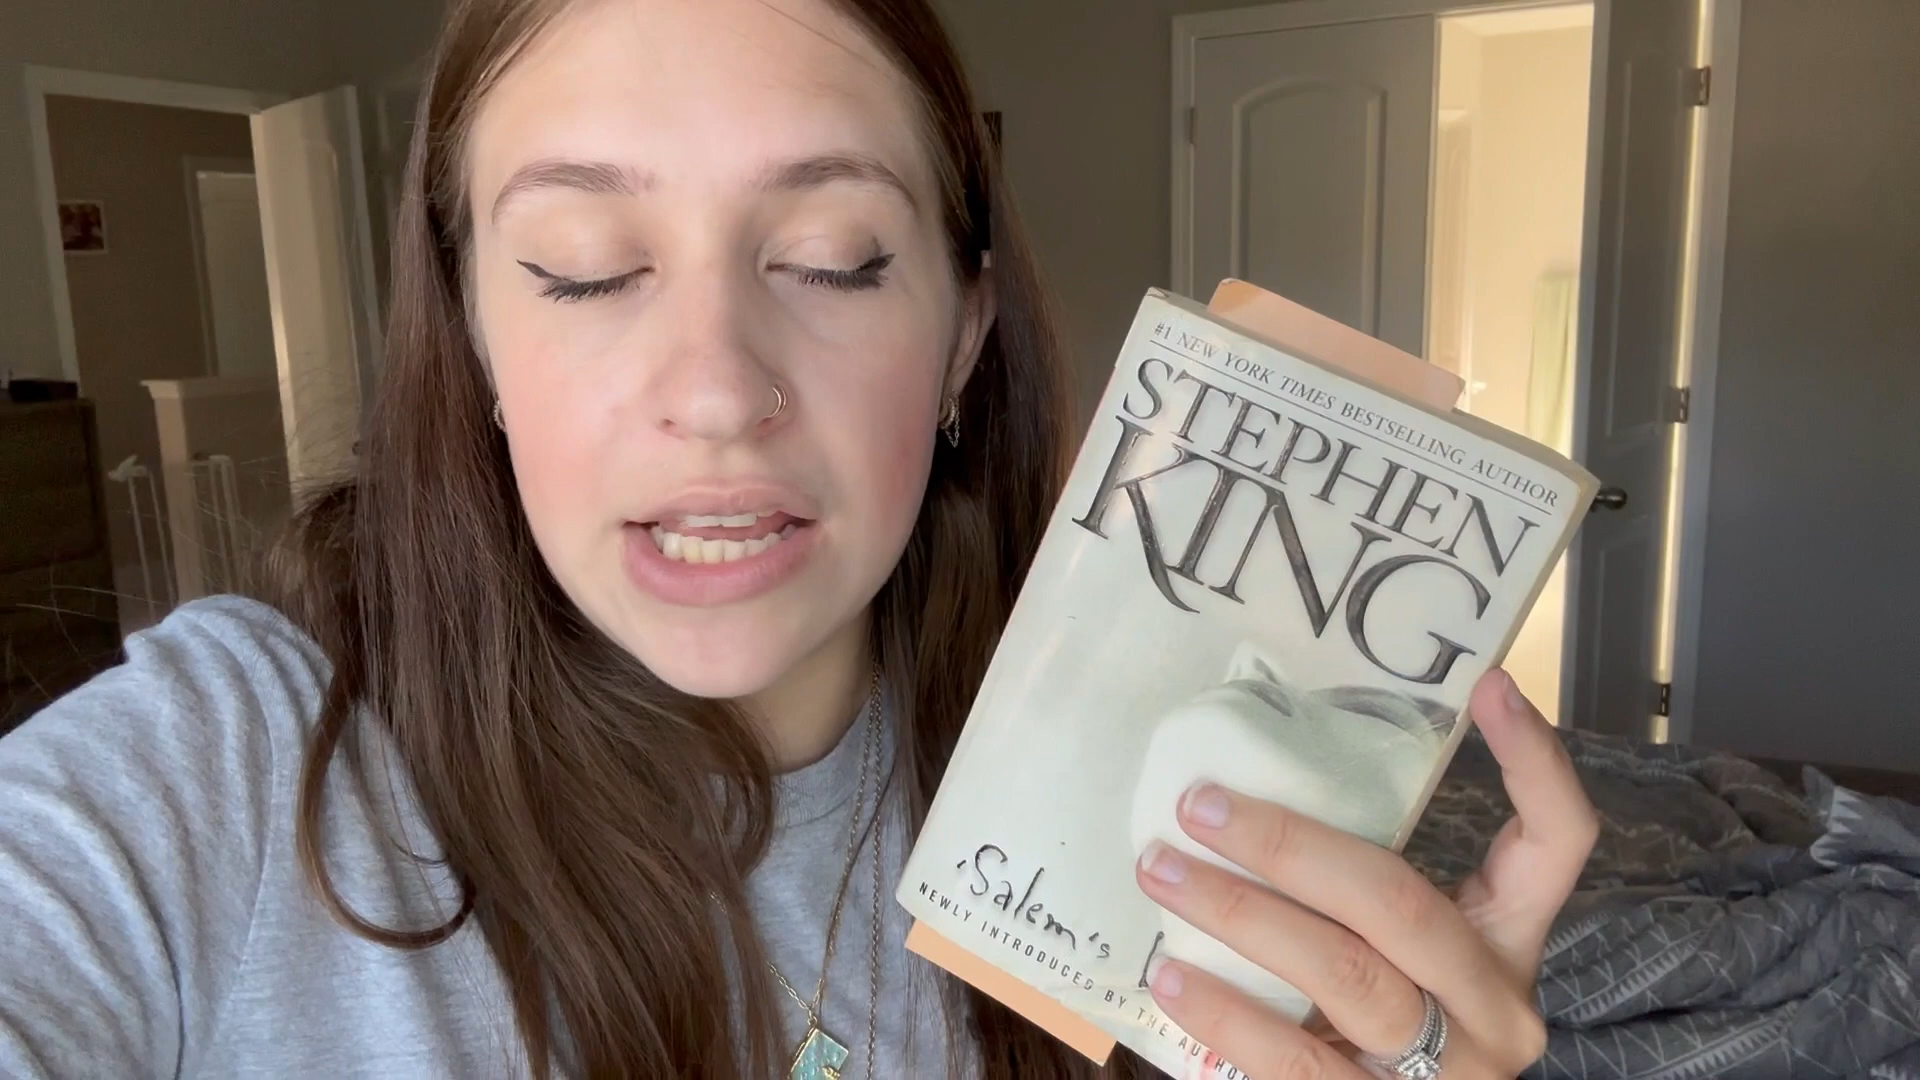 #1 NEW YORK TIMES BESTSELLING AUTHOR
STEPHEN
KING
'Salem's
NEWLY INTRODUCED BY THE AUTHOR